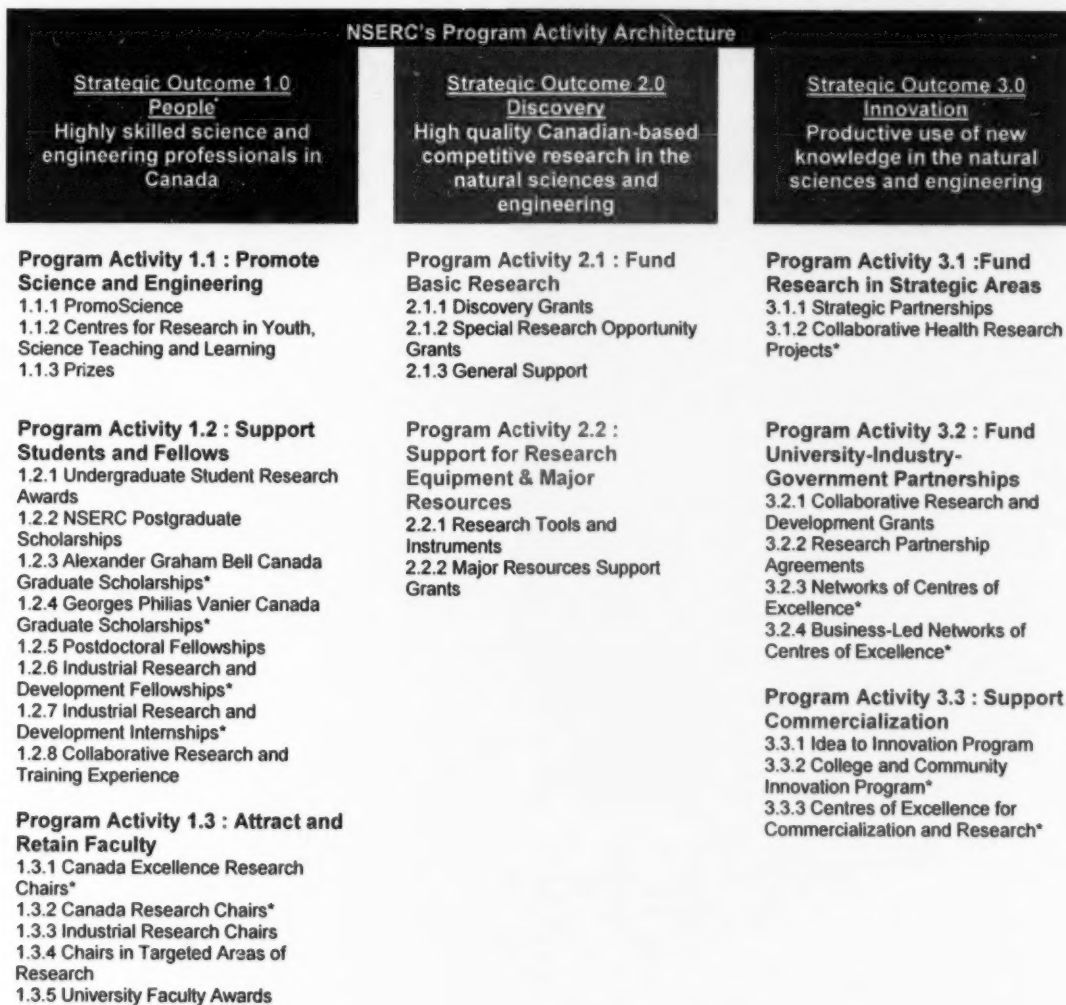 NSERC's Program Activity Architecture
Strategic Outcome 1.0
People*
Highly skilled science and
engineering professionals in
Canada
Strategic Outcome 2.0
Discovery
High quality Canadian-based
competitive research in the
natural sciences and
engineering
Strategic Outcome 3.0
Innovation
Productive use of new
knowledge in the natural
sciences and engineering
Program Activity 1.1 : Promote
Science and Engineering
1.1.1 PromoScience
1.1.2 Centres for Research in Youth,
Science Teaching and Learning
1.1.3 Prizes
Program Activity 1.2 : Support
Students and Fellows
1.2.1 Undergraduate Student Research
Awards
1.2.2 NSERC Postgraduate
Scholarships
1.2.3 Alexander Graham Bell Canada
Graduate Scholarships*
1.2.4 Georges Philias Vanier Canada
Graduate Scholarships*
1.2.5 Postdoctoral Fellowships
1.2.6 Industrial Research and
Development Fellowships*
1.2.7 Industrial Research and
Development Internships*
1.2.8 Collaborative Research and
Training Experience
Program Activity 1.3 : Attract and
Retain Faculty
1.3.1 Canada Excellence Research
Chairs*
1.3.2 Canada Research Chairs*
1.3.3 Industrial Research Chairs
1.3.4 Chairs in Targeted Areas of
Research
1.3.5 University Faculty Awards
Program Activity 2.1 : Fund
Basic Research
2.1.1 Discovery Grants
2.1.2 Special Research Opportunity
Grants
2.1.3 General Support
Program Activity 2.2 :
Support for Research
Equipment & Major
Resources
2.2.1 Research Tools and
Instruments
2.2.2 Major Resources Support
Grants
Program Activity 3.1 :Fund
Research in Strategic Areas
3.1.1 Strategic Partnerships
3.1.2 Collaborative Health Research
Projects*
Program Activity 3.2 : Fund
University-Industry-
Government Partnerships
3.2.1 Collaborative Research and
Development Grants
3.2.2 Research Partnership
Agreements
3.2.3 Networks of Centres of
Excellence*
3.2.4 Business-Led Networks of
Centres of Excellence*
Program Activity 3.3 : Support
Commercialization
3.3.1 Idea to Innovation Program
3.3.2 College and Community
Innovation Program*
3.3.3 Centres of Excellence for
Commercialization and Research*